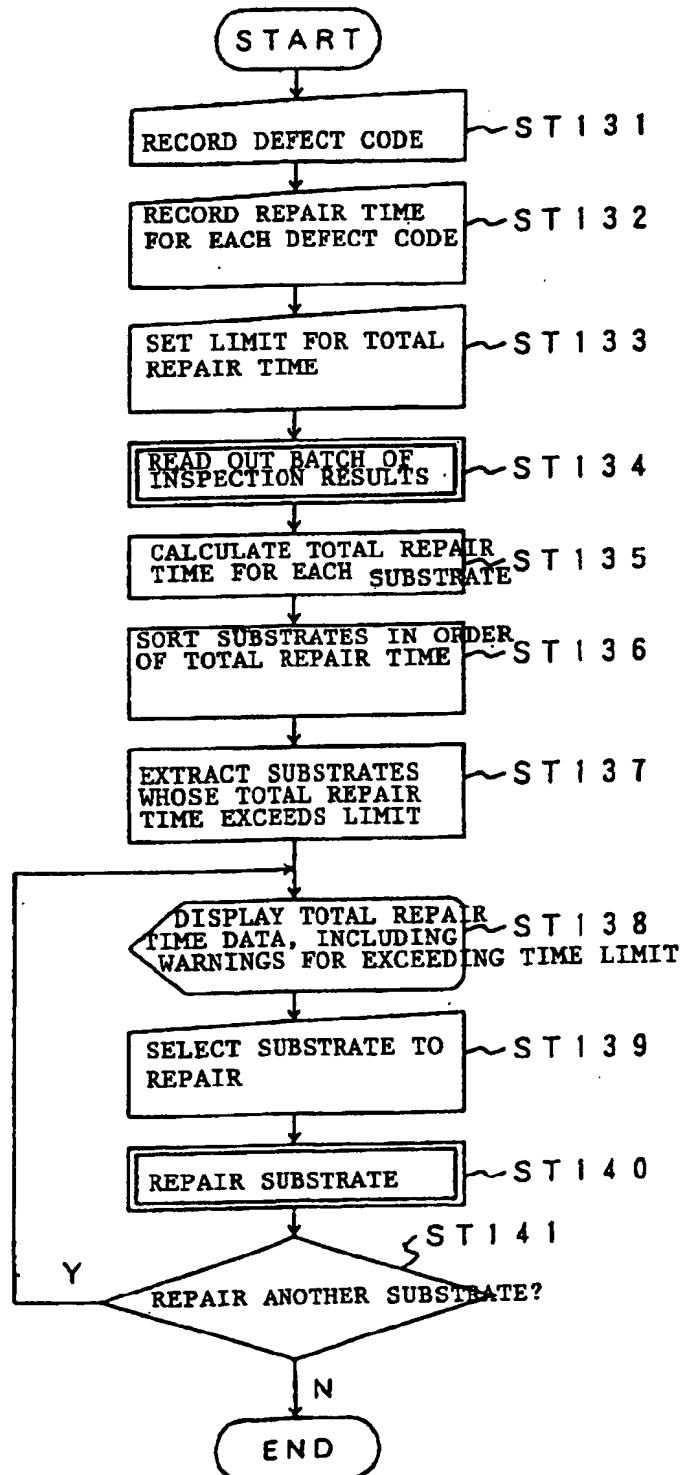 START
RECORD DEFECT CODE
ST131
RECORD REPAIR TIME
FOR EACH DEFECT CODE
ST132
SET LIMIT FOR TOTAL
REPAIR TIME
ST133
READ OUT BATCH OF
INSPECTION RESULTS
ST134
CALCULATE TOTAL REPAIR
TIME FOR EACH SUBSTRATE
ST135
SORT SUBSTRATES IN ORDER
OF TOTAL REPAIR TIME
ST136
EXTRACT SUBSTRATES
WHOSE TOTAL REPAIR
TIME EXCEEDS LIMIT
ST137
DISPLAY TOTAL REPAIR
TIME DATA, INCLUDING
WARNINGS FOR EXCEEDING TIME LIMIT
ST138
SELECT SUBSTRATE TO
REPAIR
ST139
REPAIR SUBSTRATE
ST140
ST141
Y
REPAIR ANOTHER SUBSTRATE?
N
END